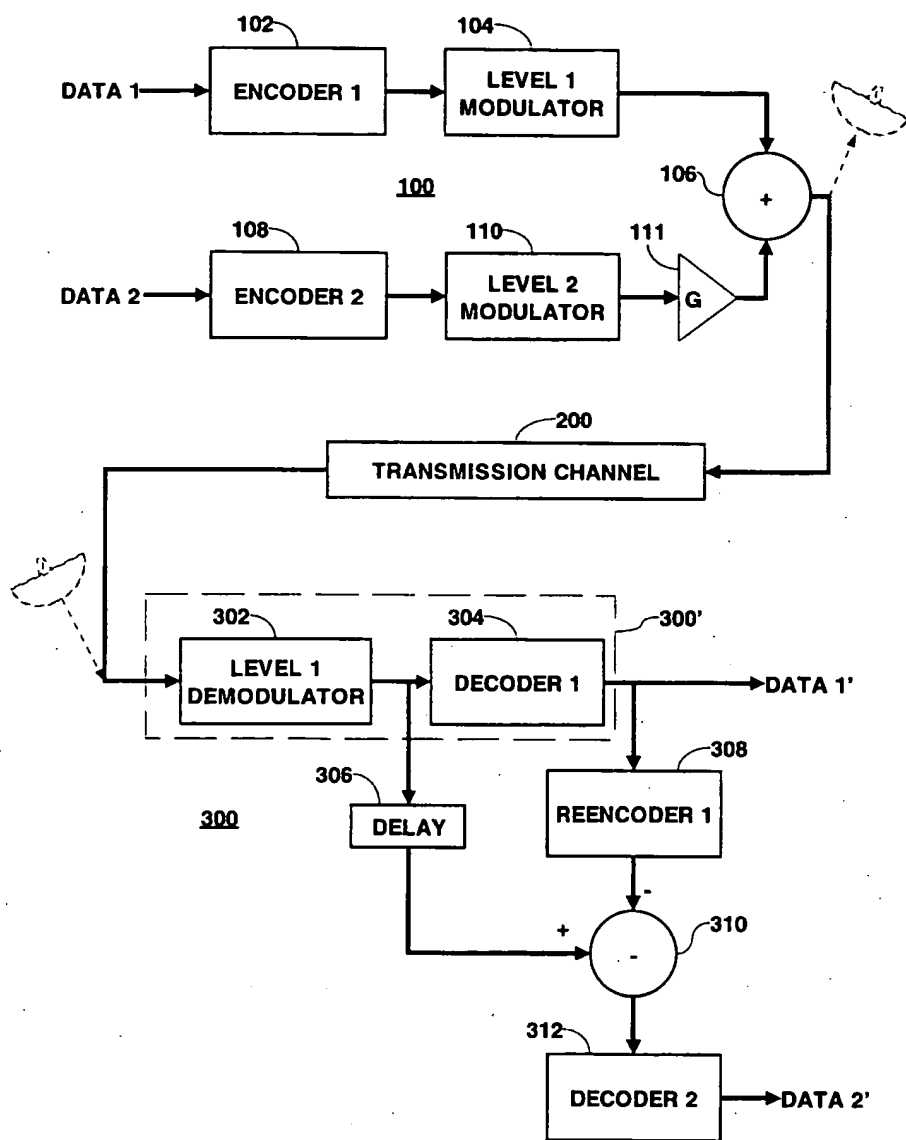 102
104
DATA 1
ENCODER 1
LEVEL 1
MODULATOR
106
+
100
108
110
111
DATA 2
ENCODER 2
LEVEL 2
MODULATOR
G
200
TRANSMISSION CHANNEL
302
304
300'
LEVEL 1
DEMODULATOR
DECODER 1
DATA 1'
306
308
300
DELAY
REENCODER 1
-
+
310
-
312
DECODER 2
DATA 2'